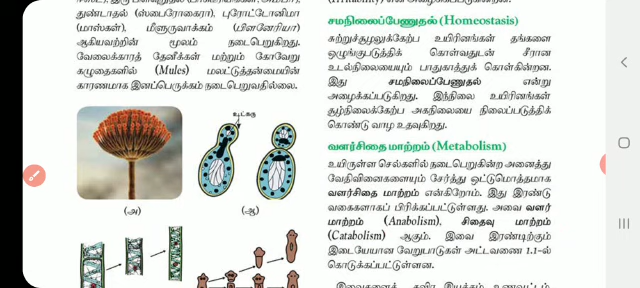 துண்டாதல் (ஸ்பைரோகைரா), புரோட்டோனிமா
(மாஸ்கள்), மீளுருவாக்கம் (பிளனேரியா)
ஆகியவற்றின் மூலம் நடைபெறுகிறது.
வேலைக்காரத் தேனீக்கள் மற்றும் கோவேறு
கழுதைகளில் (Mules) மலட்டுத்தன்மையின்
காரணமாக இனப்பெருக்கம் நடைபெறுவதில்லை.
உட்கரு
(அ)
(ஆ)
சமநிலைப்பேணுதல் (Homeostasis)
சுற்றுச்சூழலுக்கேற்ப உயிரினங்கள் தங்களை
ஒழுங்குபடுத்திக் கொள்வதுடன் சீரான
உடல்நிலையையும் பாதுகாத்துக் கொள்கின்றன.
இது சமநிலைப்பேணுதல் என்று
அழைக்கப்படுகிறது. இந்நிலை உயிரினங்கள்
சூழ்நிலைக்கேற்ப அகநிலையை நிலைப்படுத்திக்
கொண்டு வாழ உதவுகிறது.
வளர்சிதை மாற்றம் (Metabolism)
உயிருள்ள செல்களில் நடைபெறுகின்ற அனைத்து
வேதிவினைகளையும் சேர்த்து ஒட்டுமொத்தமாக
வளர்சிதை மாற்றம் என்கிறோம். இது இரண்டு
வகைகளாகப் பிரிக்கப்பட்டுள்ளது. அவை வளர்
மாற்றம் (Anabolism), சிதைவு மாற்றம்
(Catabolism) ஆகும். இவை இரண்டிற்கும்
இடையேயான வேறுபாடுகள் அட்டவணை 1.1-ல்
கொடுக்கப்பட்டுள்ளன.